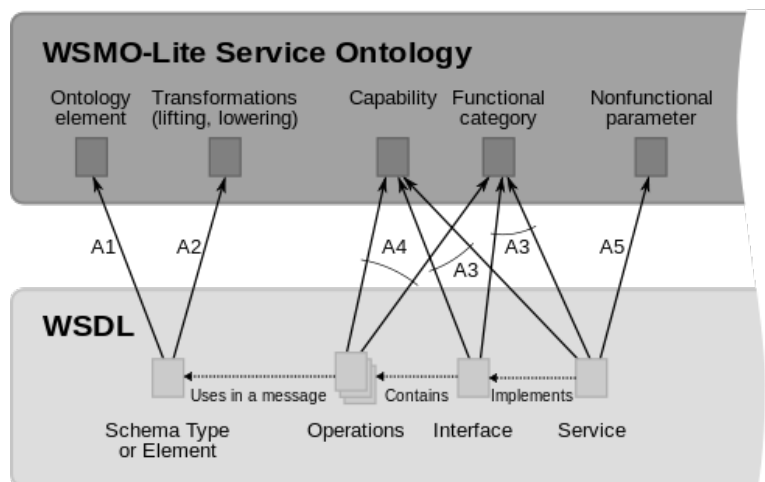 WSMO-Lite Service Ontology
Ontology
element
Transformations
(lifting, lowering)
Capability
Functional
category
Nonfunctional
parameter
A1
A2
A4
A3
A3
A5
WSDL
Uses in a message
Contains
Implements
Schema Type
or Element
Operations
Interface
Service